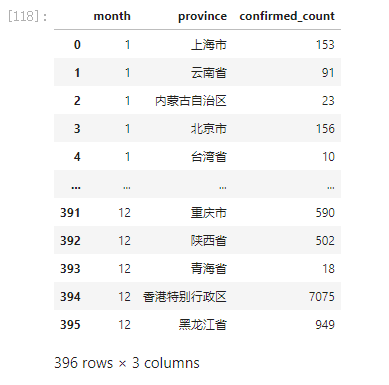 [118]:
month province confirmed_count
0 1 上海市 153
1 1 云南省 91
2 1 内蒙古自治区 23
3 1 北京市 156
4 1 台湾省 10
... ... ... ...
391 12 重庆市 590
392 12 陕西省 502
393 12 青海省 18
394 12 香港特别行政区 7075
395 12 黑龙江省 949
396 rows × 3 columns